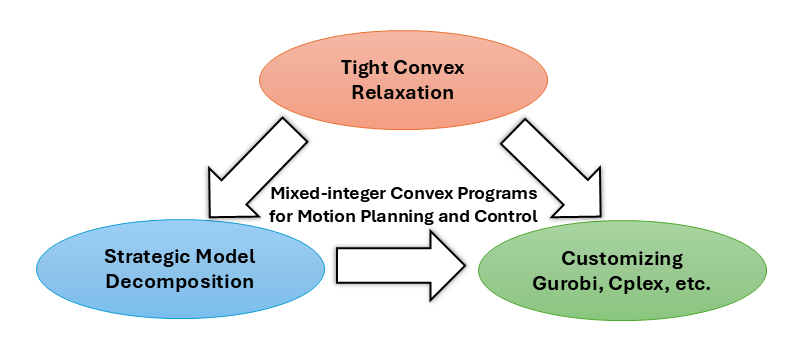 Tight Convex
Relaxation
Mixed-integer Convex Programs
for Motion Planning and Control
Strategic Model
Decomposition
Customizing
Gurobi, Cplex, etc.